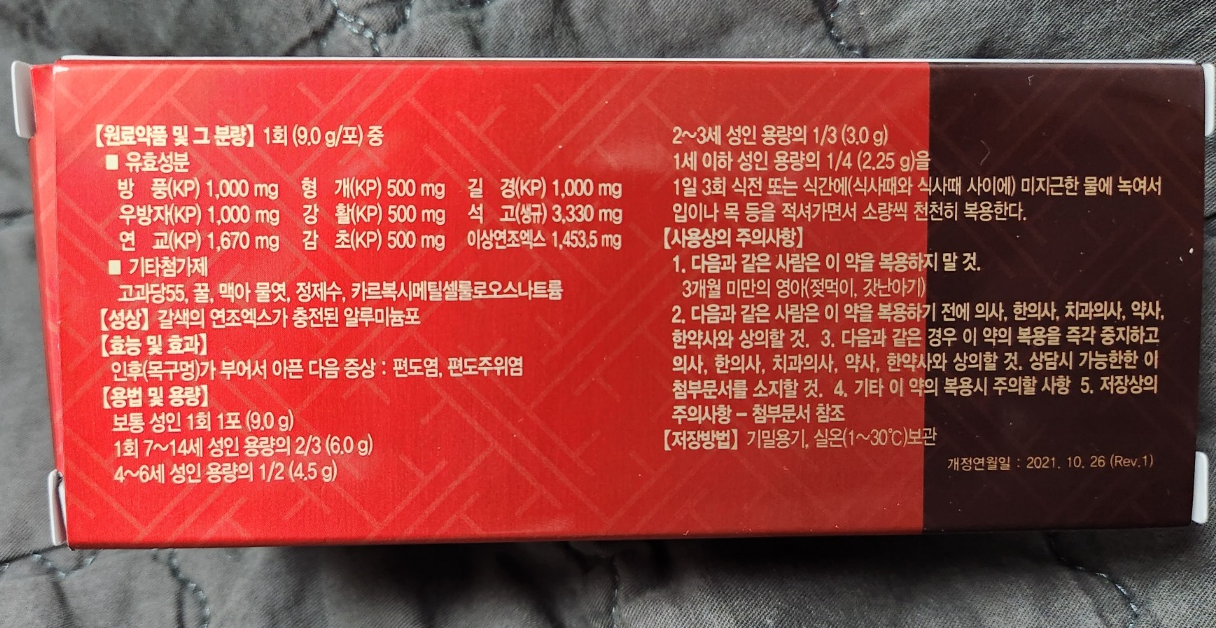 【원료약품 및 그 분량】 1회 (9.0 g/포) 중
■ 유효성분
방 풍(KP) 1,000 mg 형 개(KP) 500 mg 길 경(KP) 1,000 mg
우방자(KP) 1,000 mg 강 활(KP) 500 mg 석 고(생규) 3,330 mg
연 교(KP) 1,670 mg 감 초(KP) 500 mg 이상연조엑스 1,453.5 mg
■ 기타첨가제
고과당55, 꿀, 맥아 물엿, 정제수, 카르복시메틸셀룰로오스나트륨
【성상】 갈색의 연조엑스가 충전된 알루미늄포
【효능 및 효과】
인후(목구멍)가 부어서 아픈 다음 증상 : 편도염, 편도주위염
【용법 및 용량】
보통 성인 1회 1포 (9.0 g)
1회 7～14세 성인 용량의 2/3 (6.0 g)
4～6세 성인 용량의 1/2 (4.5 g)
2～3세 성인 용량의 1/3 (3.0 g)
1세 이하 성인 용량의 1/4 (2.25 g)을
1일 3회 식전 또는 식간에(식사때와 식사때 사이에) 미지근한 물에 녹여서
입이나 목 등을 적셔가면서 소량씩 천천히 복용한다.
【사용상의 주의사항】
1. 다음과 같은 사람은 이 약을 복용하지 말 것.
3개월 미만의 영아(젖먹이, 갓난아기)
2. 다음과 같은 사람은 이 약을 복용하기 전에 의사, 한의사, 치과의사, 약사,
한약사와 상의할 것. 3. 다음과 같은 경우 이 약의 복용을 즉각 중지하고
의사, 한의사, 치과의사, 약사, 한약사와 상의할 것. 상담시 가능한한 이
첨부문서를 소지할 것. 4. 기타 이 약의 복용시 주의할 사항 5. 저장상의
주의사항 - 첨부문서 참조
【저장방법】 기밀용기, 실온(1～30℃)보관
개정연월일 : 2021. 10. 26 (Rev.1)